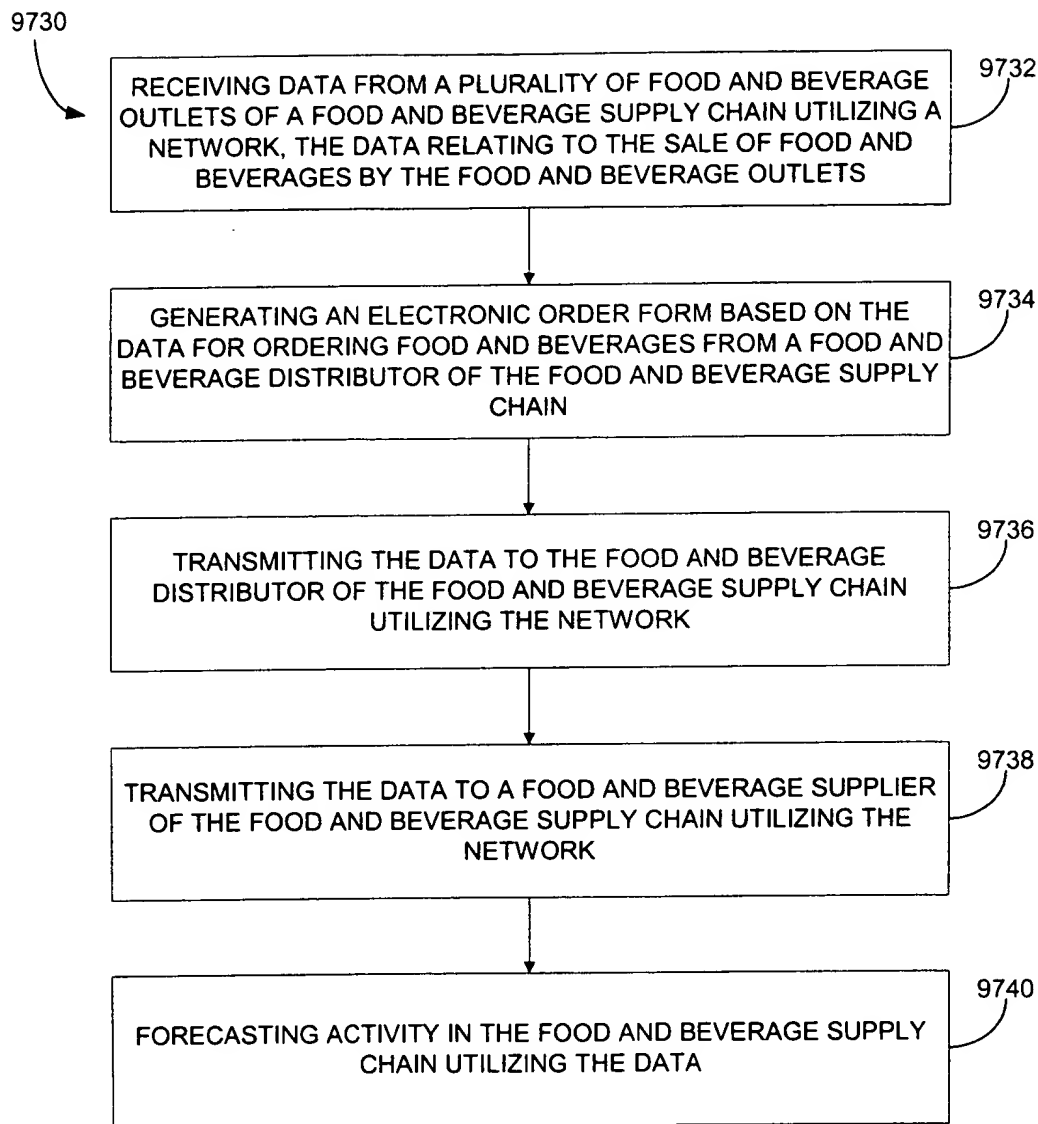 9730
RECEIVING DATA FROM A PLURALITY OF FOOD AND BEVERAGE
OUTLETS OF A FOOD AND BEVERAGE SUPPLY CHAIN UTILIZING A
NETWORK, THE DATA RELATING TO THE SALE OF FOOD AND
BEVERAGES BY THE FOOD AND BEVERAGE OUTLETS
9732
GENERATING AN ELECTRONIC ORDER FORM BASED ON THE
DATA FOR ORDERING FOOD AND BEVERAGES FROM A FOOD AND
BEVERAGE DISTRIBUTOR OF THE FOOD AND BEVERAGE SUPPLY
CHAIN
9734
TRANSMITTING THE DATA TO THE FOOD AND BEVERAGE
DISTRIBUTOR OF THE FOOD AND BEVERAGE SUPPLY CHAIN
UTILIZING THE NETWORK
9736
TRANSMITTING THE DATA TO A FOOD AND BEVERAGE SUPPLIER
OF THE FOOD AND BEVERAGE SUPPLY CHAIN UTILIZING THE
NETWORK
9738
FORECASTING ACTIVITY IN THE FOOD AND BEVERAGE SUPPLY
CHAIN UTILIZING THE DATA
9740